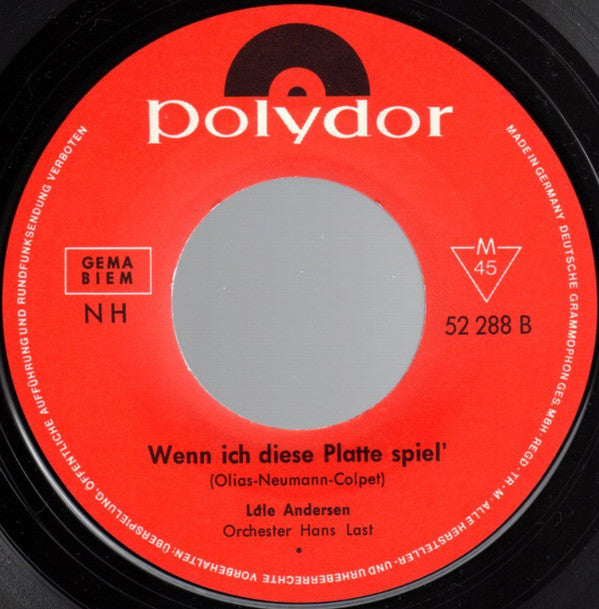 polydor
GEMA
BIEM
NH
M
45
52 288 B
Wenn ich diese Platte spiel'
(Olias-Neumann-Colpet)
Lale Andersen
Orchester Hans Last
*
MADE IN GERMANY DEUTSCHE GRAMMOPHON GES. MBH · REGD · TR · M · ALLE HERSTELLER- UND URHEBERRECHTE VORBEHALTEN · ÜBERSPIELUNG, ÖFFENTLICHE AUFFÜHRUNG UND RUNDFUNKSENDUNG VERBOTEN